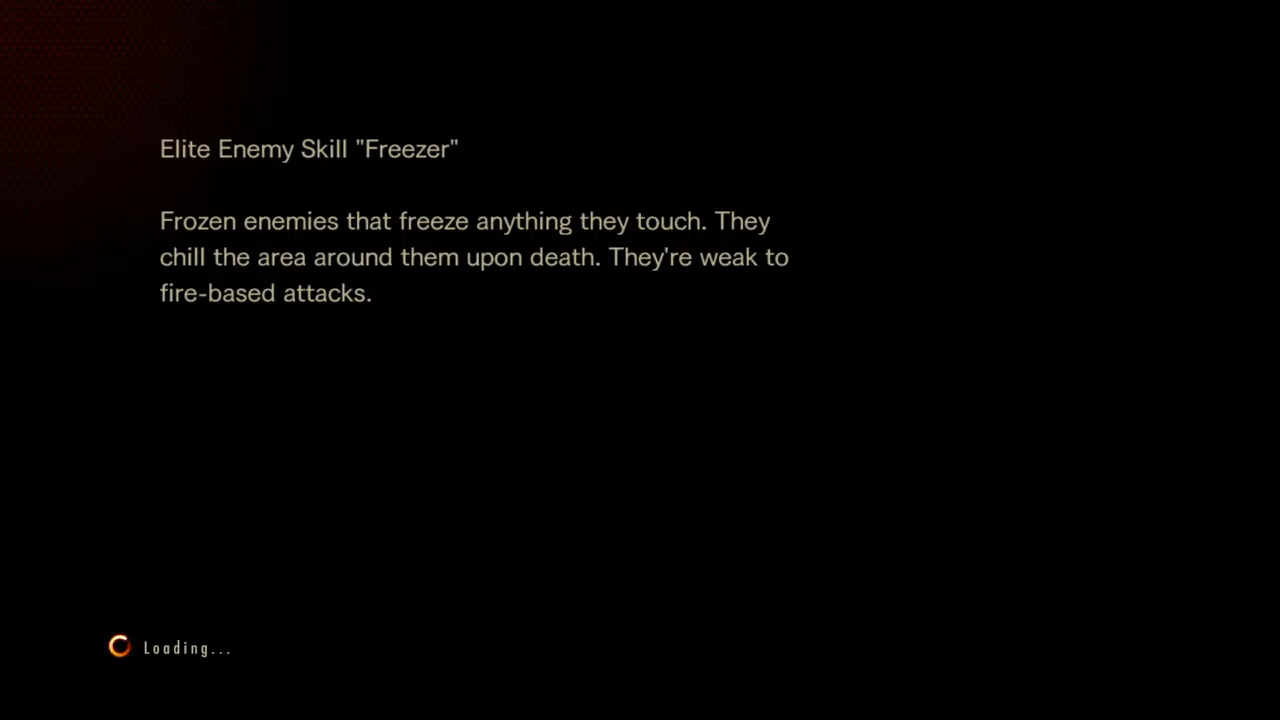 Elite Enemy Skill "Freezer"
Frozen enemies that freeze anything they touch. They
chill the area around them upon death. They're weak to
fire-based attacks.
Loading...